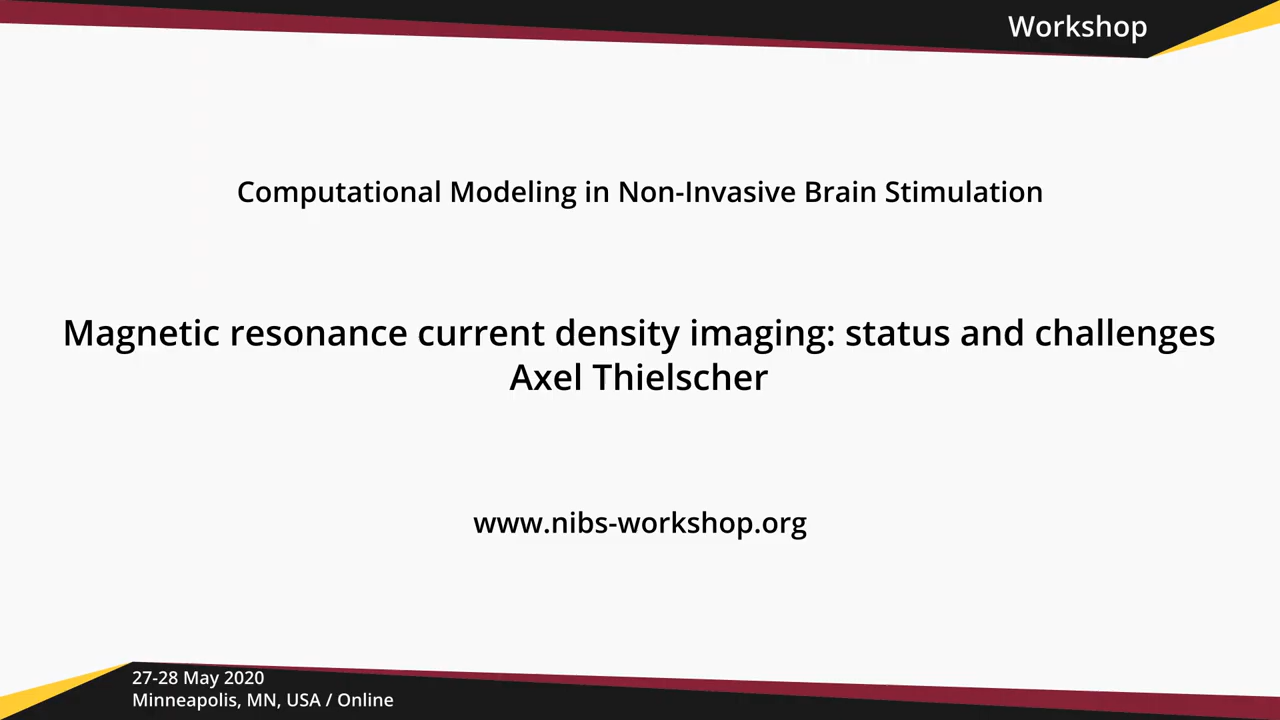 Workshop
Computational Modeling in Non-Invasive Brain Stimulation
Magnetic resonance current density imaging: status and challenges
Axel Thielscher
www.nibs-workshop.org
27-28 May 2020
Minneapolis, MN, USA / Online